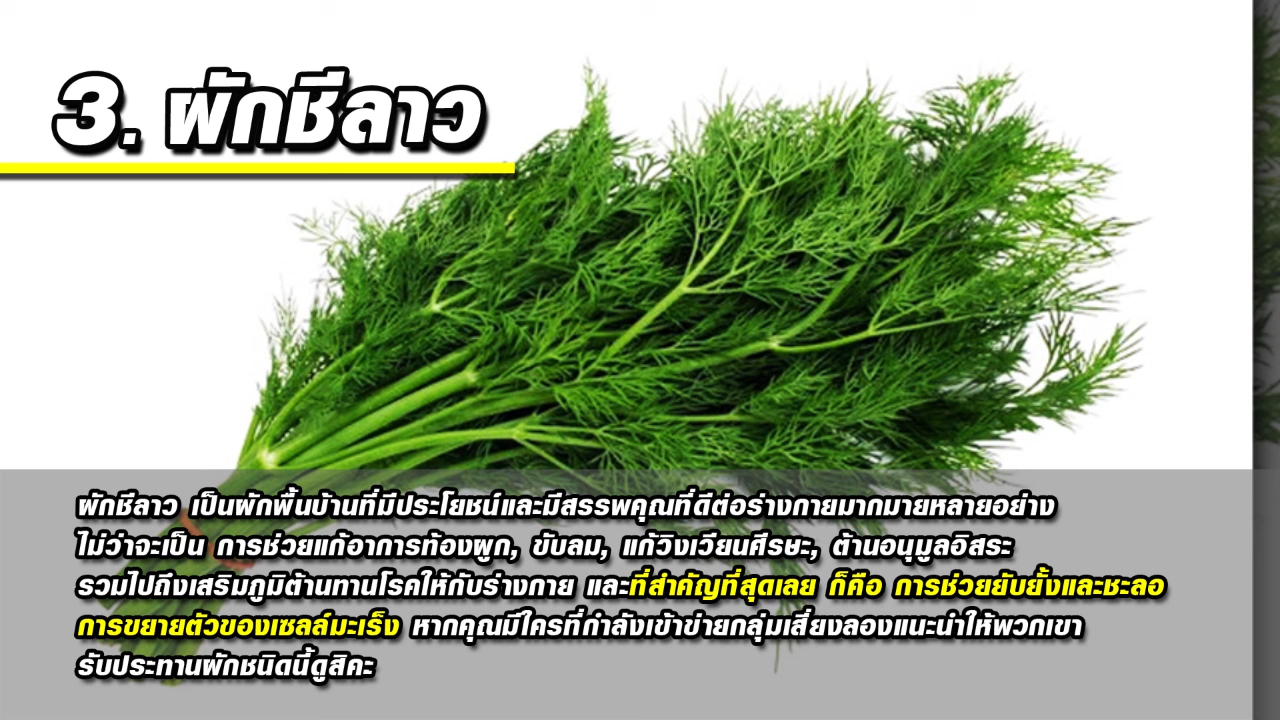 3. ผักชีลาว
ผักชีลาว เป็นผักพื้นบ้านที่มีประโยชน์และมีสรรพคุณที่ดีต่อร่างกายมากมายหลายอย่าง
ไม่ว่าจะเป็น การช่วยแก้อาการท้องผูก, ขับลม, แก้วิงเวียนศีรษะ, ต้านอนุมูลอิสระ
รวมไปถึงเสริมภูมิต้านทานโรคให้กับร่างกาย และที่สำคัญที่สุดเลย ก็คือ การช่วยยับยั้งและชะลอ
การขยายตัวของเซลล์มะเร็ง หากคุณมีใครที่กำลังเข้าข่ายกลุ่มเสี่ยงลองแนะนำให้พวกเขา
รับประทานผักชนิดนี้ดูสิคะ